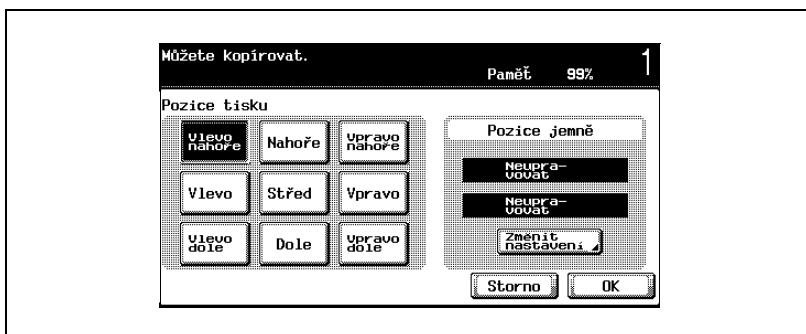 Můžete kopírovat.
1
Paměť 99%
Pozice tisku
Vlevo
nahoře
Nahoře
Vpravo
nahoře
Vlevo
Střed
Vpravo
Vlevo
dole
Dole
Vpravo
dole
Pozice jemně
Neupra-
vovat
Neupra-
vovat
Změnit
nastavení
Storno
OK